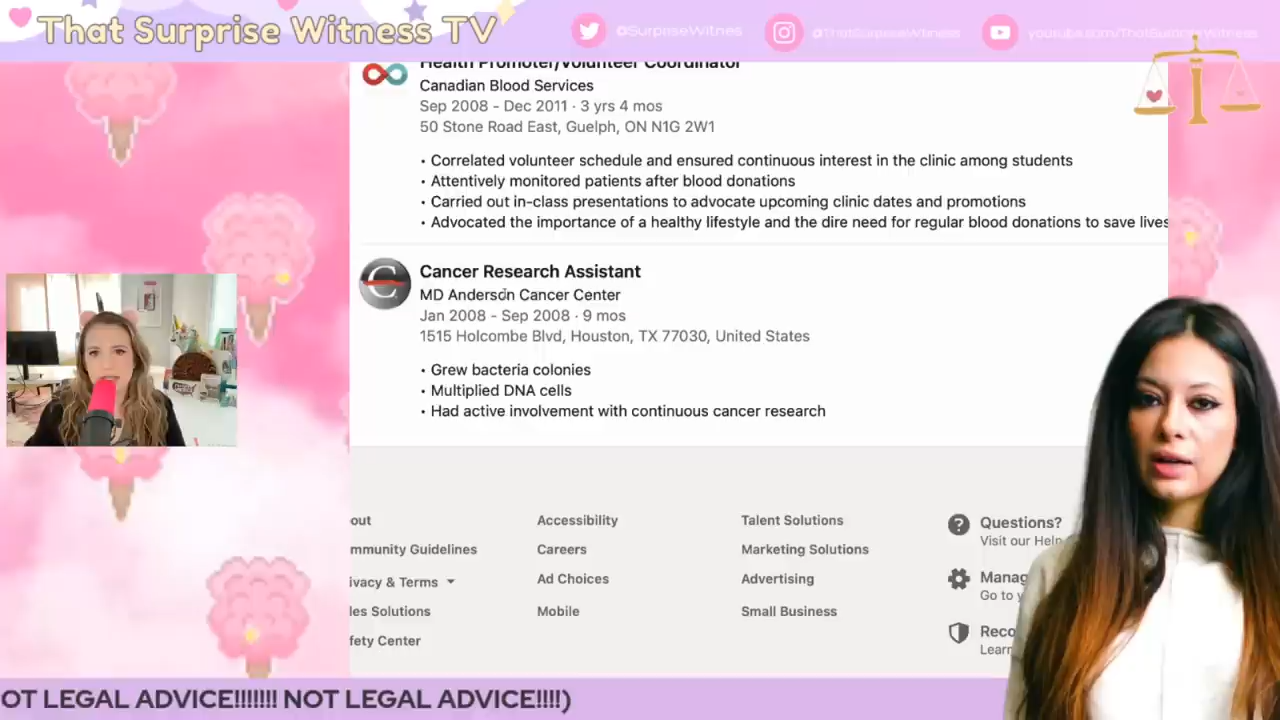 That Surprise Witness TV
@SurpriseWitnes
@ThatSurpriseWitness
youtube.com/ThatSurpriseWitness
Health Promoter/Volunteer Coordinator
Canadian Blood Services
Sep 2008 - Dec 2011 · 3 yrs 4 mos
50 Stone Road East, Guelph, ON N1G 2W1
• Correlated volunteer schedule and ensured continuous interest in the clinic among students
• Attentively monitored patients after blood donations
• Carried out in-class presentations to advocate upcoming clinic dates and promotions
• Advocated the importance of a healthy lifestyle and the dire need for regular blood donations to save lives
Cancer Research Assistant
MD Anderson Cancer Center
Jan 2008 - Sep 2008 · 9 mos
1515 Holcombe Blvd, Houston, TX 77030, United States
• Grew bacteria colonies
• Multiplied DNA cells
• Had active involvement with continuous cancer research
out
mmunity Guidelines
ivacy & Terms
les Solutions
fety Center
Accessibility
Careers
Ad Choices
Mobile
Talent Solutions
Marketing Solutions
Advertising
Small Business
Questions?
Visit our Help
Manag
Go to y
Reco
Learn
OT LEGAL ADVICE!!!!!!! NOT LEGAL ADVICE!!!!)